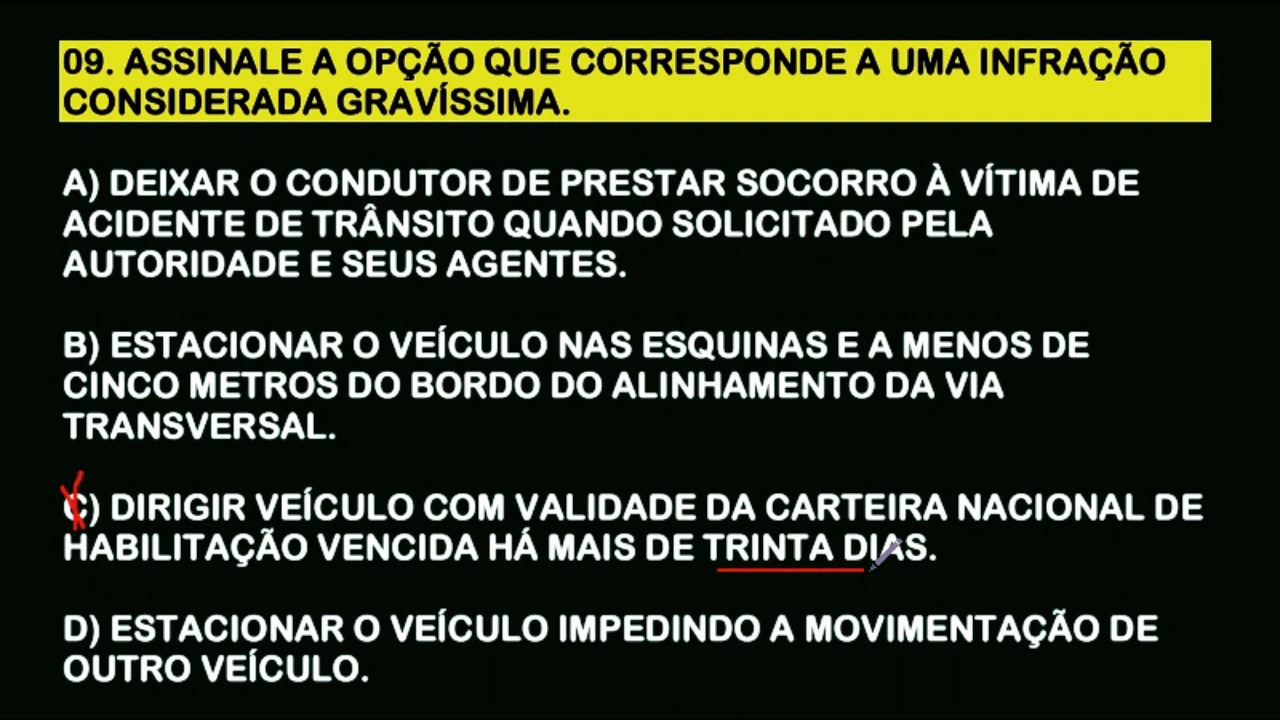 09. ASSINALE A OPÇÃO QUE CORRESPONDE A UMA INFRAÇÃO
CONSIDERADA GRAVÍSSIMA.
A) DEIXAR O CONDUTOR DE PRESTAR SOCORRO À VÍTIMA DE
ACIDENTE DE TRÂNSITO QUANDO SOLICITADO PELA
AUTORIDADE E SEUS AGENTES.
B) ESTACIONAR O VEÍCULO NAS ESQUINAS E A MENOS DE
CINCO METROS DO BORDO DO ALINHAMENTO DA VIA
TRANSVERSAL.
C) DIRIGIR VEÍCULO COM VALIDADE DA CARTEIRA NACIONAL DE
HABILITAÇÃO VENCIDA HÁ MAIS DE TRINTA DIAS.
D) ESTACIONAR O VEÍCULO IMPEDINDO A MOVIMENTAÇÃO DE
OUTRO VEÍCULO.